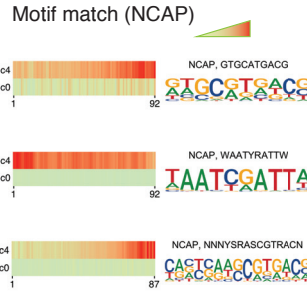 Motif match (NCAP)
NCAP, GTGCATGACG
c4
c0
1 92
NCAP, WAATYRATTW
c4
c0
1 92
TAATCGATTA
NCAP, NNNYSRASCGTRACN
c4
c0
1 87